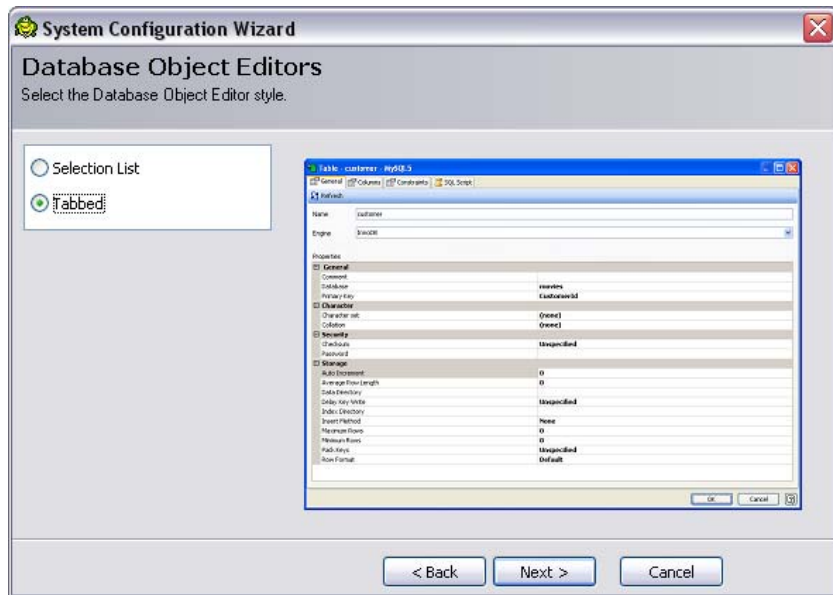 System Configuration Wizard
Database Object Editors
Select the Database Object Editor style.
Selection List
Tabbed
Table - customer - MySQL5
General Columns Constraints SQL Script
Refresh
Name customer
Engine InnoDB
Properties
General
Comment
Database movies
Primary Key CustomerId
Character
Character set (none)
Collation (none)
Security
Checksum Unspecified
Password
Storage
Auto Increment 0
Average Row Length 0
Data Directory
Delay Key Write Unspecified
Index Directory
Insert Method None
Maximum Rows 0
Minimum Rows 0
Pack Keys Unspecified
Row Format Default
OK Cancel
< Back Next > Cancel